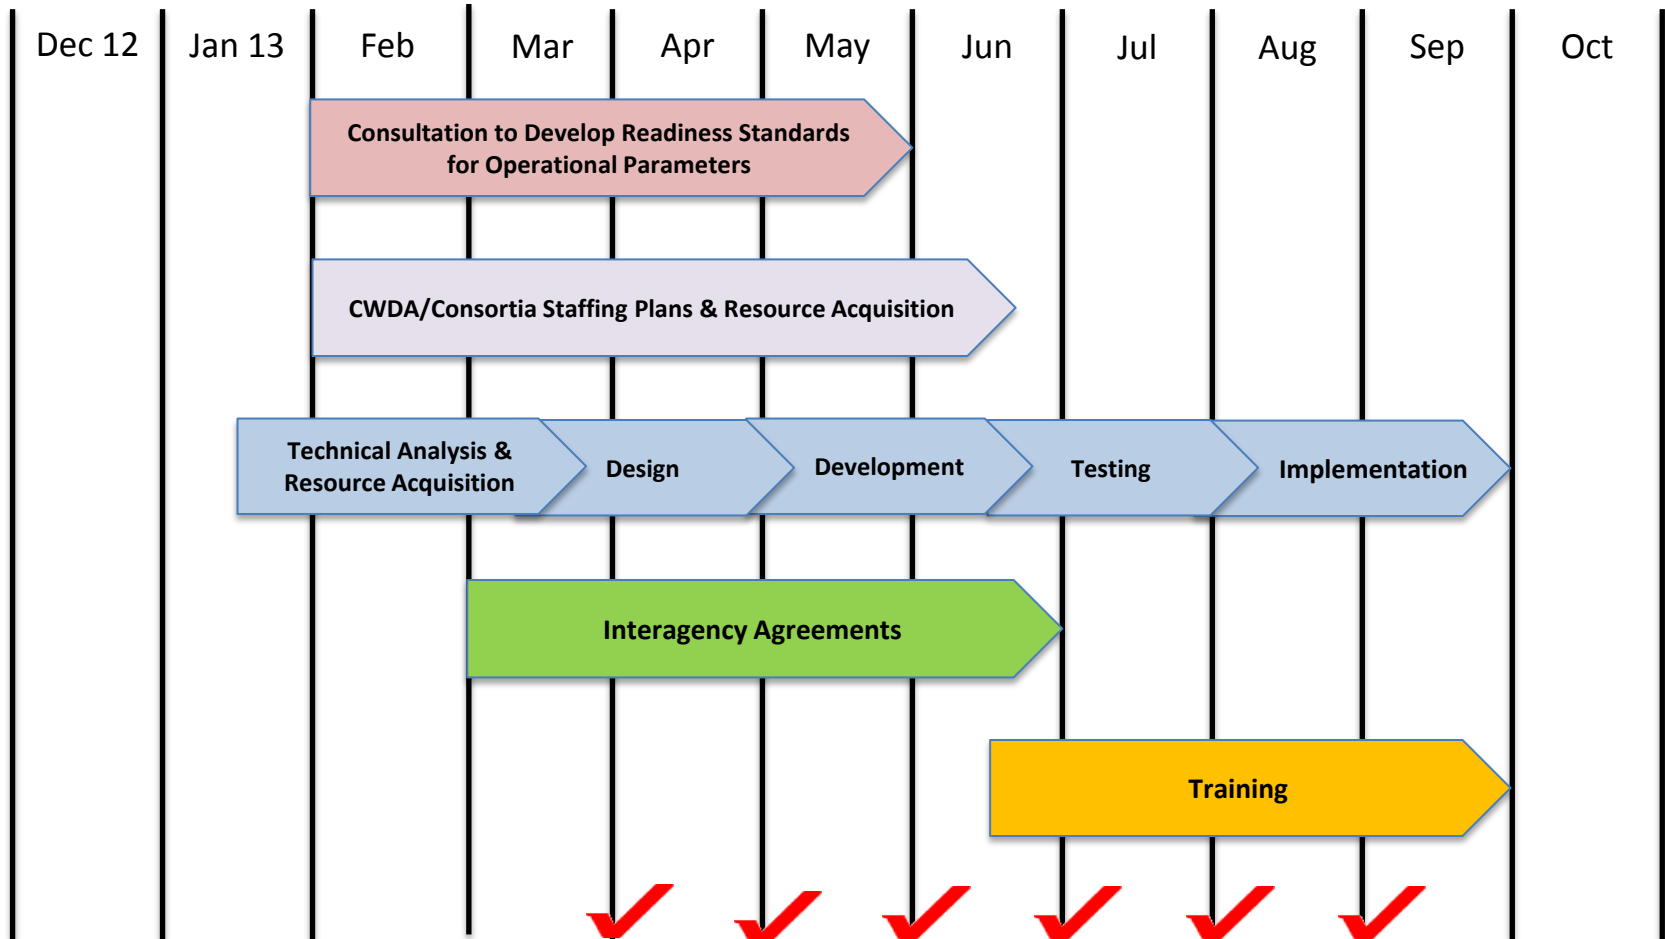 Dec 12
Jan 13
Feb
Mar
Apr
May
Jun
Jul
Aug
Sep
Oct
Consultation to Develop Readiness Standards
for Operational Parameters
CWDA/Consortia Staffing Plans & Resource Acquisition
Technical Analysis &
Resource Acquisition
Design
Development
Testing
Implementation
Interagency Agreements
Training